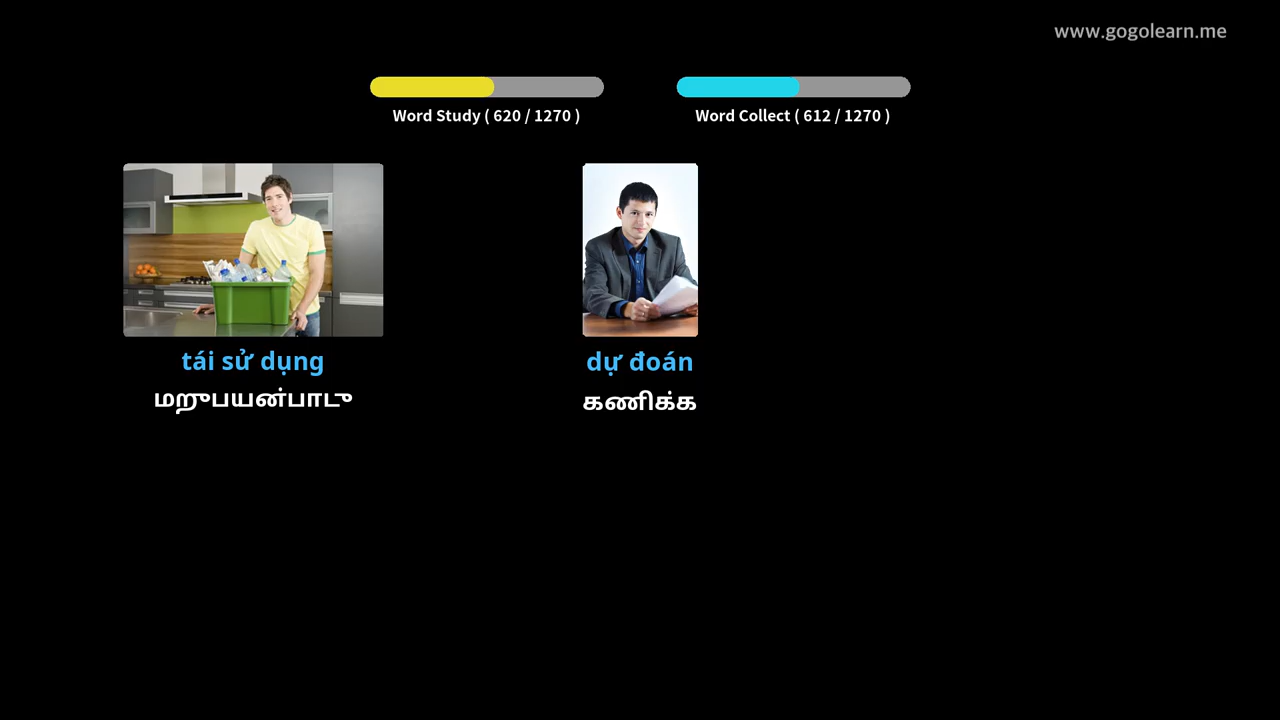 www.gogolearn.me
Word Study ( 620 / 1270 )
Word Collect ( 612 / 1270 )
tái sử dụng
மறுபயன்பாடு
dự đoán
கணிக்க